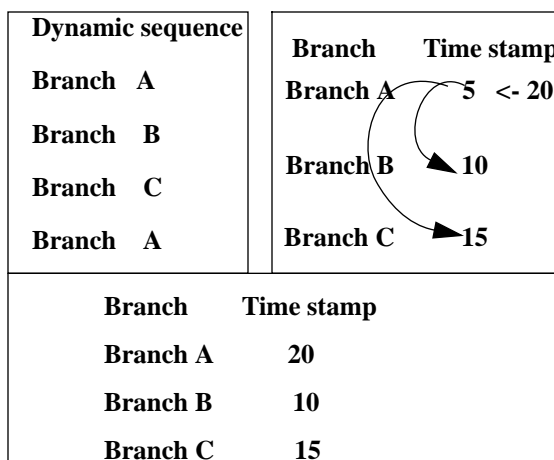 Dynamic sequence
Branch A
Branch B
Branch C
Branch A
Branch Time stamp
Branch A 5 <- 20
Branch B 10
Branch C 15
Branch Time stamp
Branch A 20
Branch B 10
Branch C 15